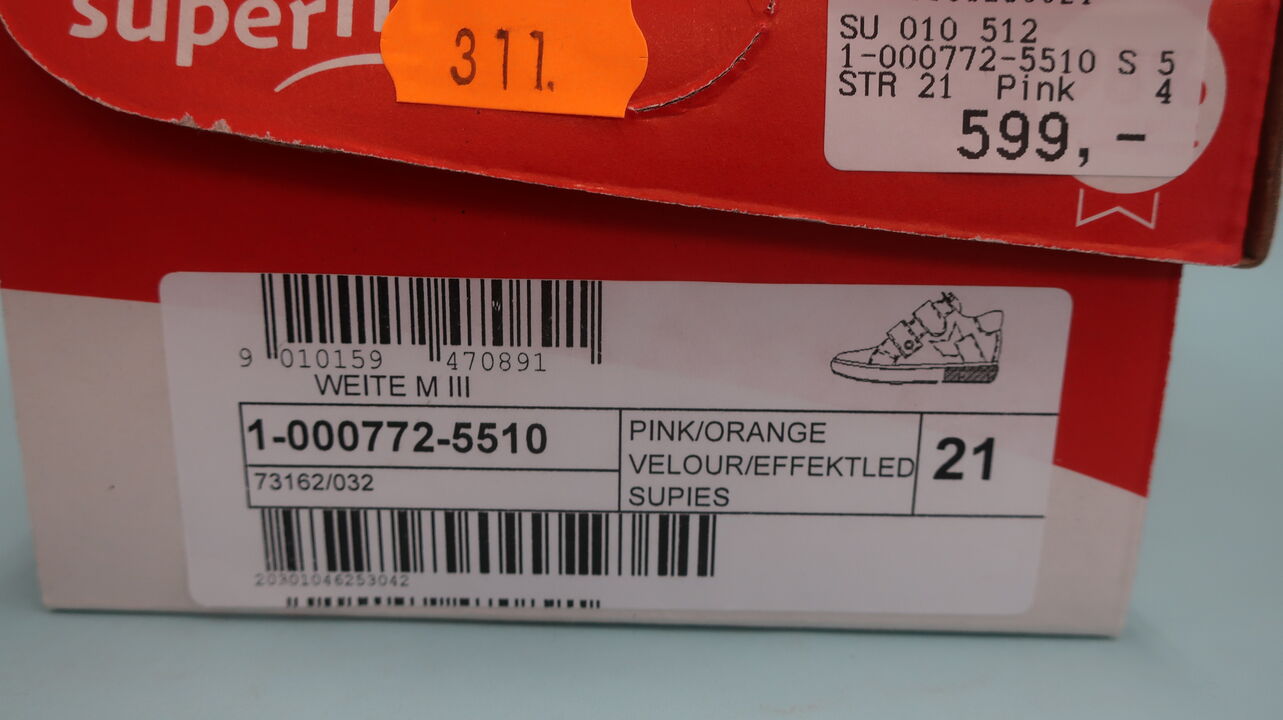 311.
SU 010 512
1-000772-5510 S 5
STR 21 Pink 4
599,-
9 010159 470891
WEITE M III
1-000772-5510
73162/032
PINK/ORANGE
VELOUR/EFFEKTLED
SUPIES
21
20301046253042